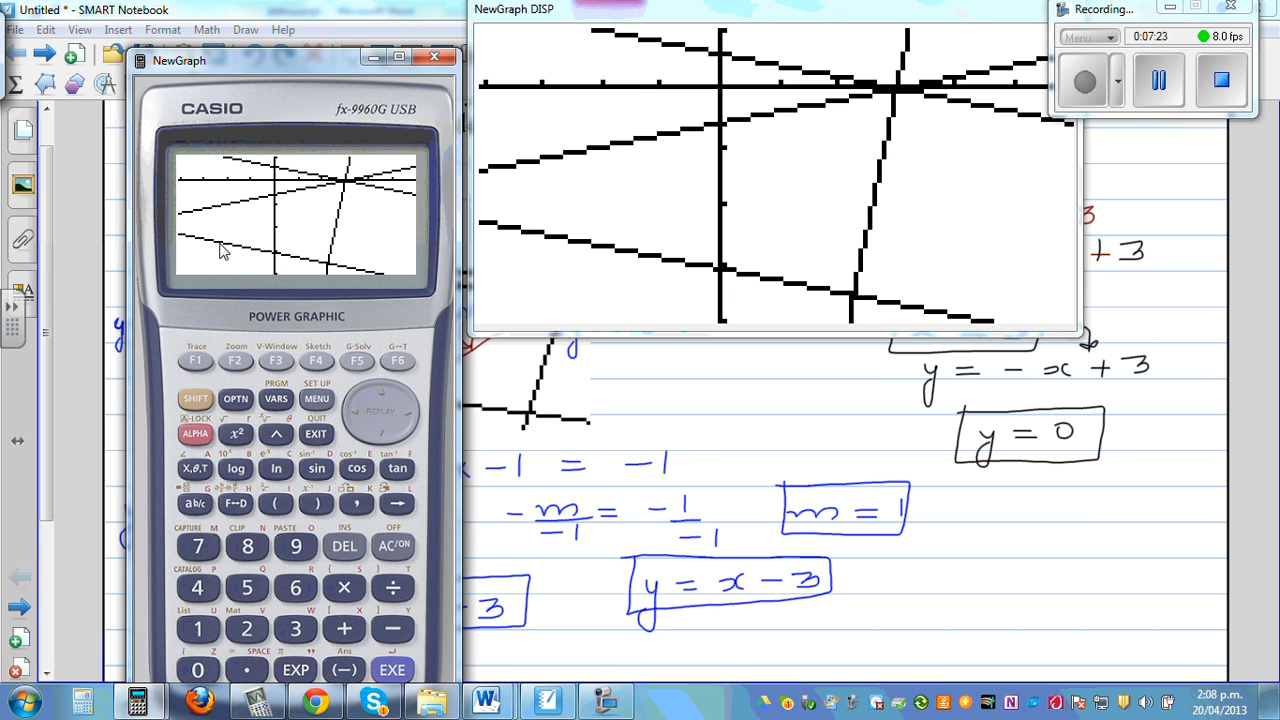 Untitled * - SMART Notebook
File Edit View Insert Format Math Draw Help
NewGraph
NewGraph DISP
Recording...
Menu 0:07:23 8.0 fps
CASIO fx-9960G USB
POWER GRAPHIC
Trace Zoom V-Window Sketch G-Solv G↔T
F1 F2 F3 F4 F5 F6
PRGM SET UP
SHIFT OPTN VARS MENU REPLAY
A-LOCK QUIT
ALPHA x² ^ EXIT
X,θ,T log ln sin cos tan
ab/c F↔D ( ) , →
CAPTURE M CLIP N PASTE O INS OFF
7 8 9 DEL AC/ON
CATALOG P Q R S T
4 5 6 × ÷
List U Mat V W X Y
1 2 3 + −
Z SPACE Ans
0 . EXP (−) EXE
3
+ 3
y = - x + 3
y = 0
y
y
x - 1 = -1
-m/-1 = -1/-1 m = 1
3 y = x - 3
2:08 p.m.
20/04/2013